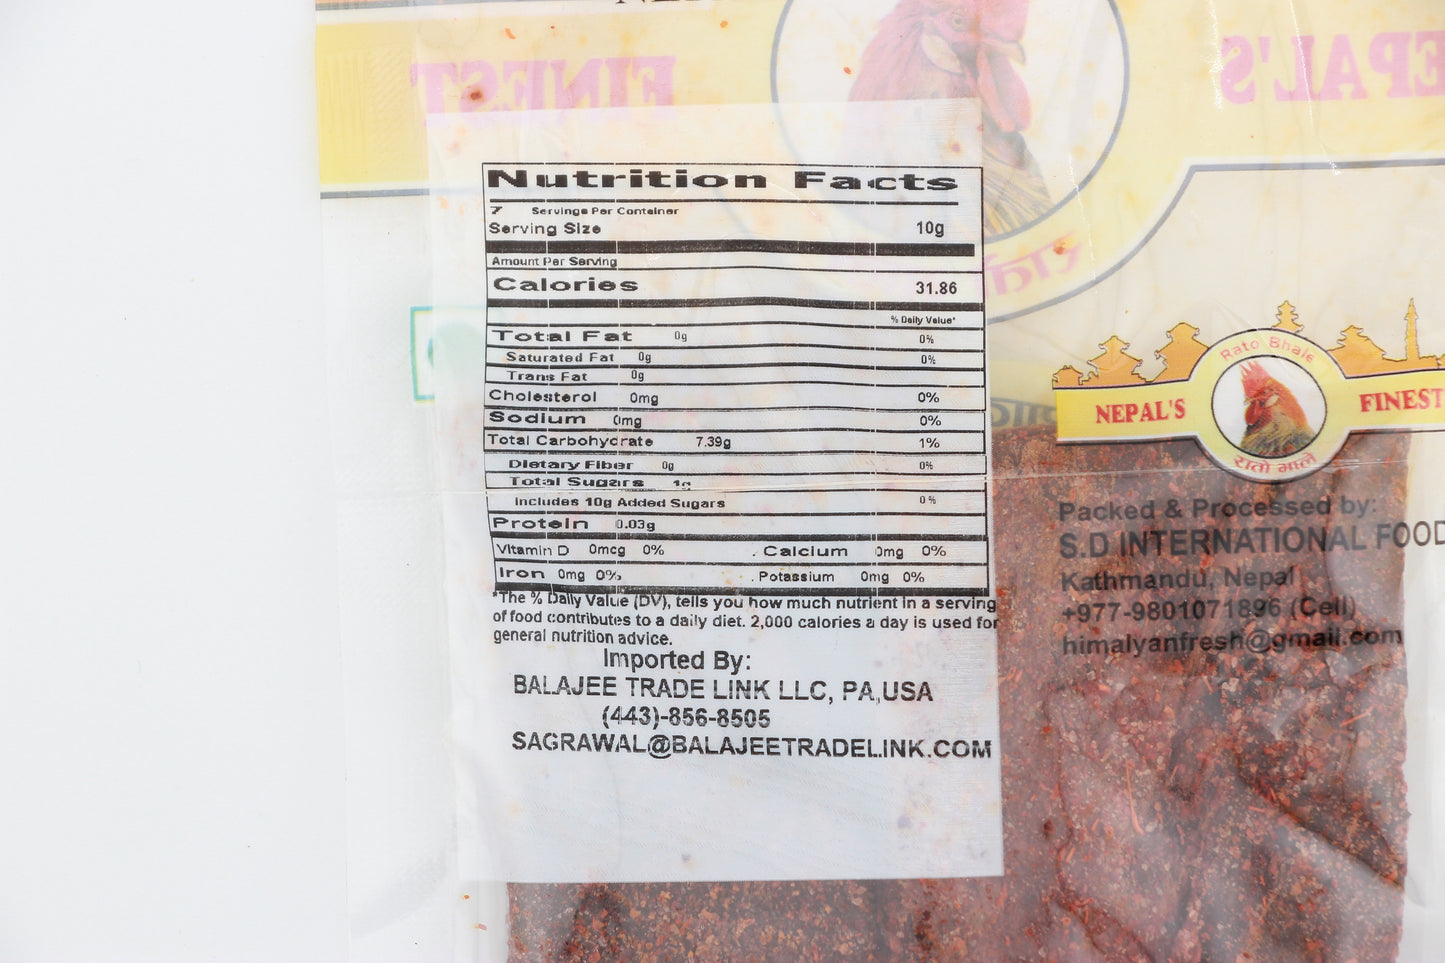 FINEST
NEPAL'S
Nutrition Facts
7 Servings Per Container
Serving Size 10g
Amount Per Serving
Calories 31.86
% Daily Value*
Total Fat 0g 0%
Saturated Fat 0g 0%
Trans Fat 0g
Cholesterol 0mg 0%
Sodium 0mg 0%
Total Carbohydrate 7.39g 1%
Dietary Fiber 0g 0%
Total Sugars 1g
Includes 10g Added Sugars 0%
Protein 0.03g
Vitamin D 0mcg 0% . Calcium 0mg 0%
Iron 0mg 0% . Potassium 0mg 0%
*The % Daily Value (DV), tells you how much nutrient in a serving
of food contributes to a daily diet. 2,000 calories a day is used for
general nutrition advice.
Imported By:
BALAJEE TRADE LINK LLC, PA,USA
(443)-856-8505
SAGRAWAL@BALAJEETRADELINK.COM
Rato Bhale
NEPAL'S FINEST
रातो भाले
Packed & Processed by:
S.D INTERNATIONAL FOOD
Kathmandu, Nepal
+977-9801071896 (Cell)
himalyanfresh@gmail.com